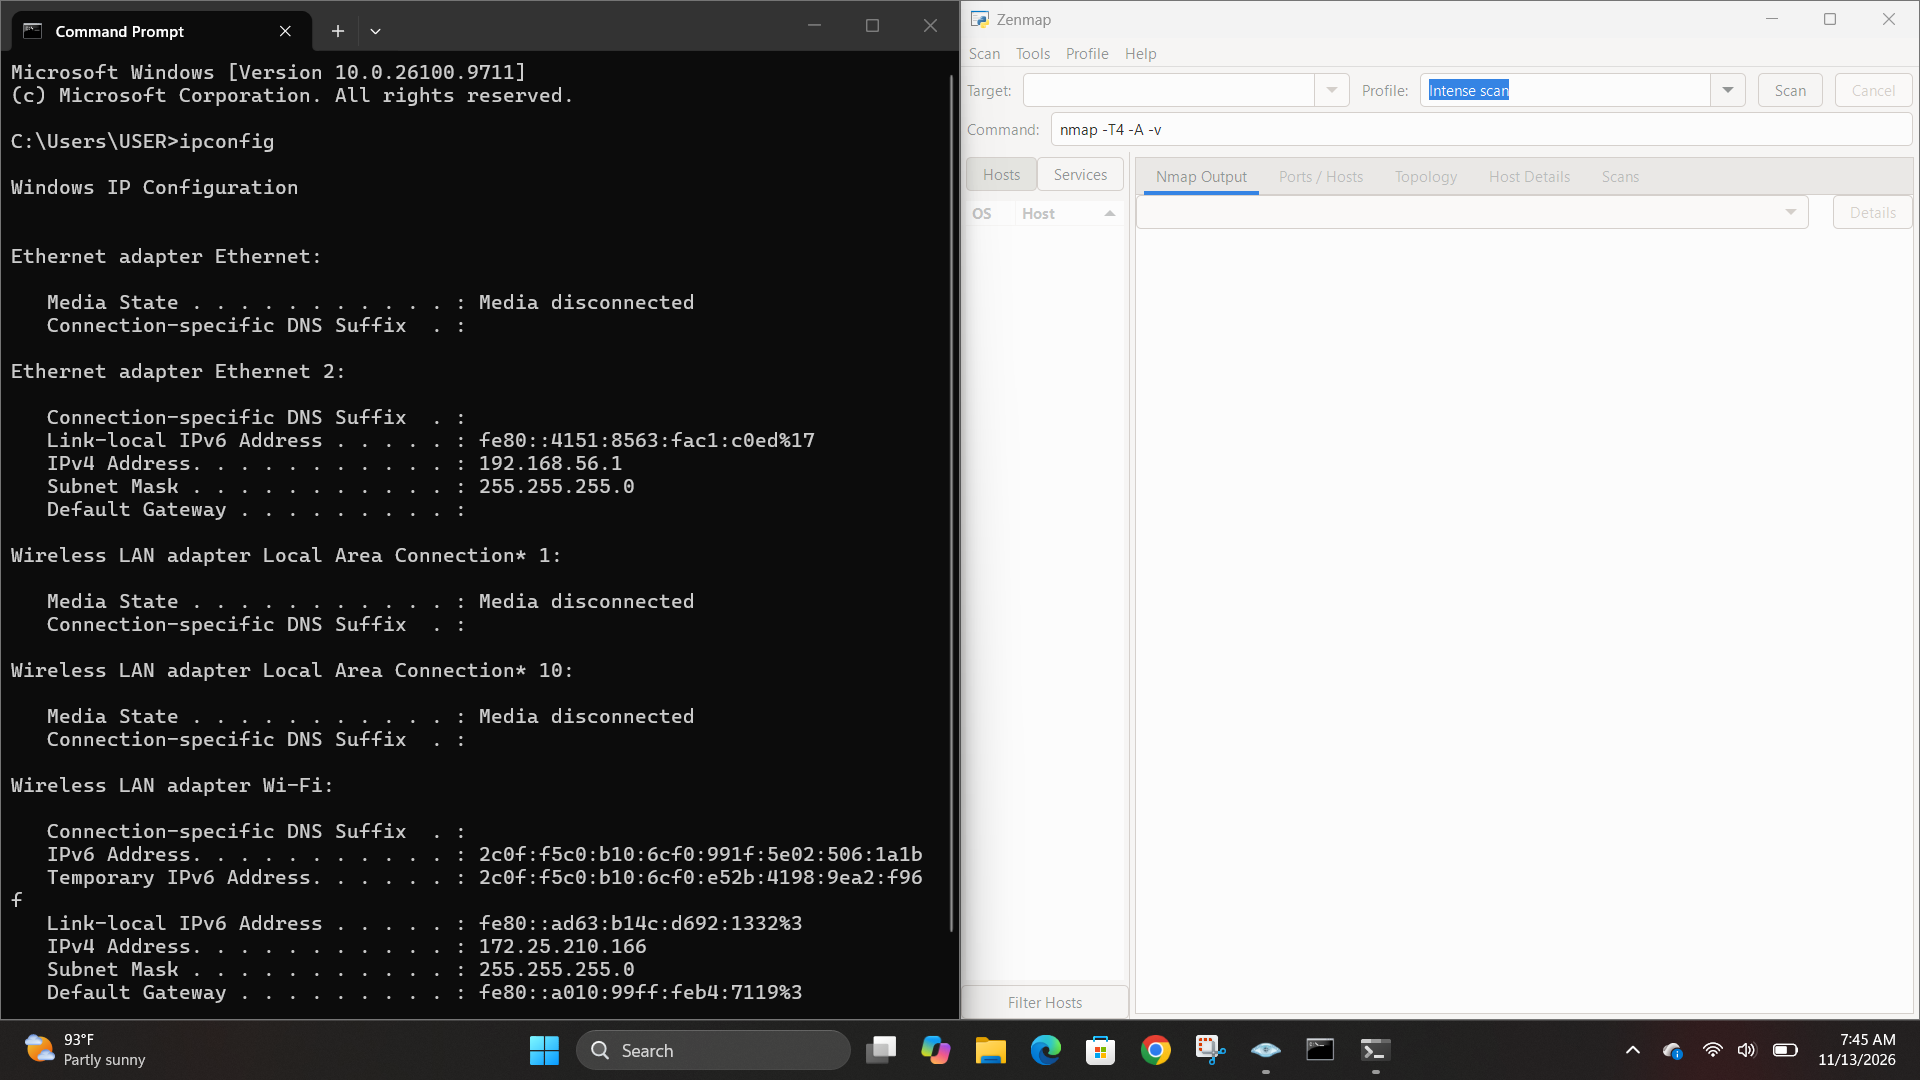 Command Prompt
Microsoft Windows [Version 10.0.26100.9711]
(c) Microsoft Corporation. All rights reserved.
C:\Users\USER>ipconfig
Windows IP Configuration
Ethernet adapter Ethernet:
Media State . . . . . . . . . . . : Media disconnected
Connection-specific DNS Suffix  . :
Ethernet adapter Ethernet 2:
Connection-specific DNS Suffix  . :
Link-local IPv6 Address . . . . . : fe80::4151:8563:fac1:c0ed%17
IPv4 Address. . . . . . . . . . . : 192.168.56.1
Subnet Mask . . . . . . . . . . . : 255.255.255.0
Default Gateway . . . . . . . . . :
Wireless LAN adapter Local Area Connection* 1:
Media State . . . . . . . . . . . : Media disconnected
Connection-specific DNS Suffix  . :
Wireless LAN adapter Local Area Connection* 10:
Media State . . . . . . . . . . . : Media disconnected
Connection-specific DNS Suffix  . :
Wireless LAN adapter Wi-Fi:
Connection-specific DNS Suffix  . :
IPv6 Address. . . . . . . . . . . : 2c0f:f5c0:b10:6cf0:991f:5e02:506:1a1b
Temporary IPv6 Address. . . . . . : 2c0f:f5c0:b10:6cf0:e52b:4198:9ea2:f96
f
Link-local IPv6 Address . . . . . : fe80::ad63:b14c:d692:1332%3
IPv4 Address. . . . . . . . . . . : 172.25.210.166
Subnet Mask . . . . . . . . . . . : 255.255.255.0
Default Gateway . . . . . . . . . : fe80::a010:99ff:feb4:7119%3
Zenmap
Scan Tools Profile Help
Target: Profile: Intense scan Scan Cancel
Command: nmap -T4 -A -v
Hosts Services
OS Host
Nmap Output Ports / Hosts Topology Host Details Scans
Details
Filter Hosts
93°F
Partly sunny
Search
7:45 AM
11/13/2026